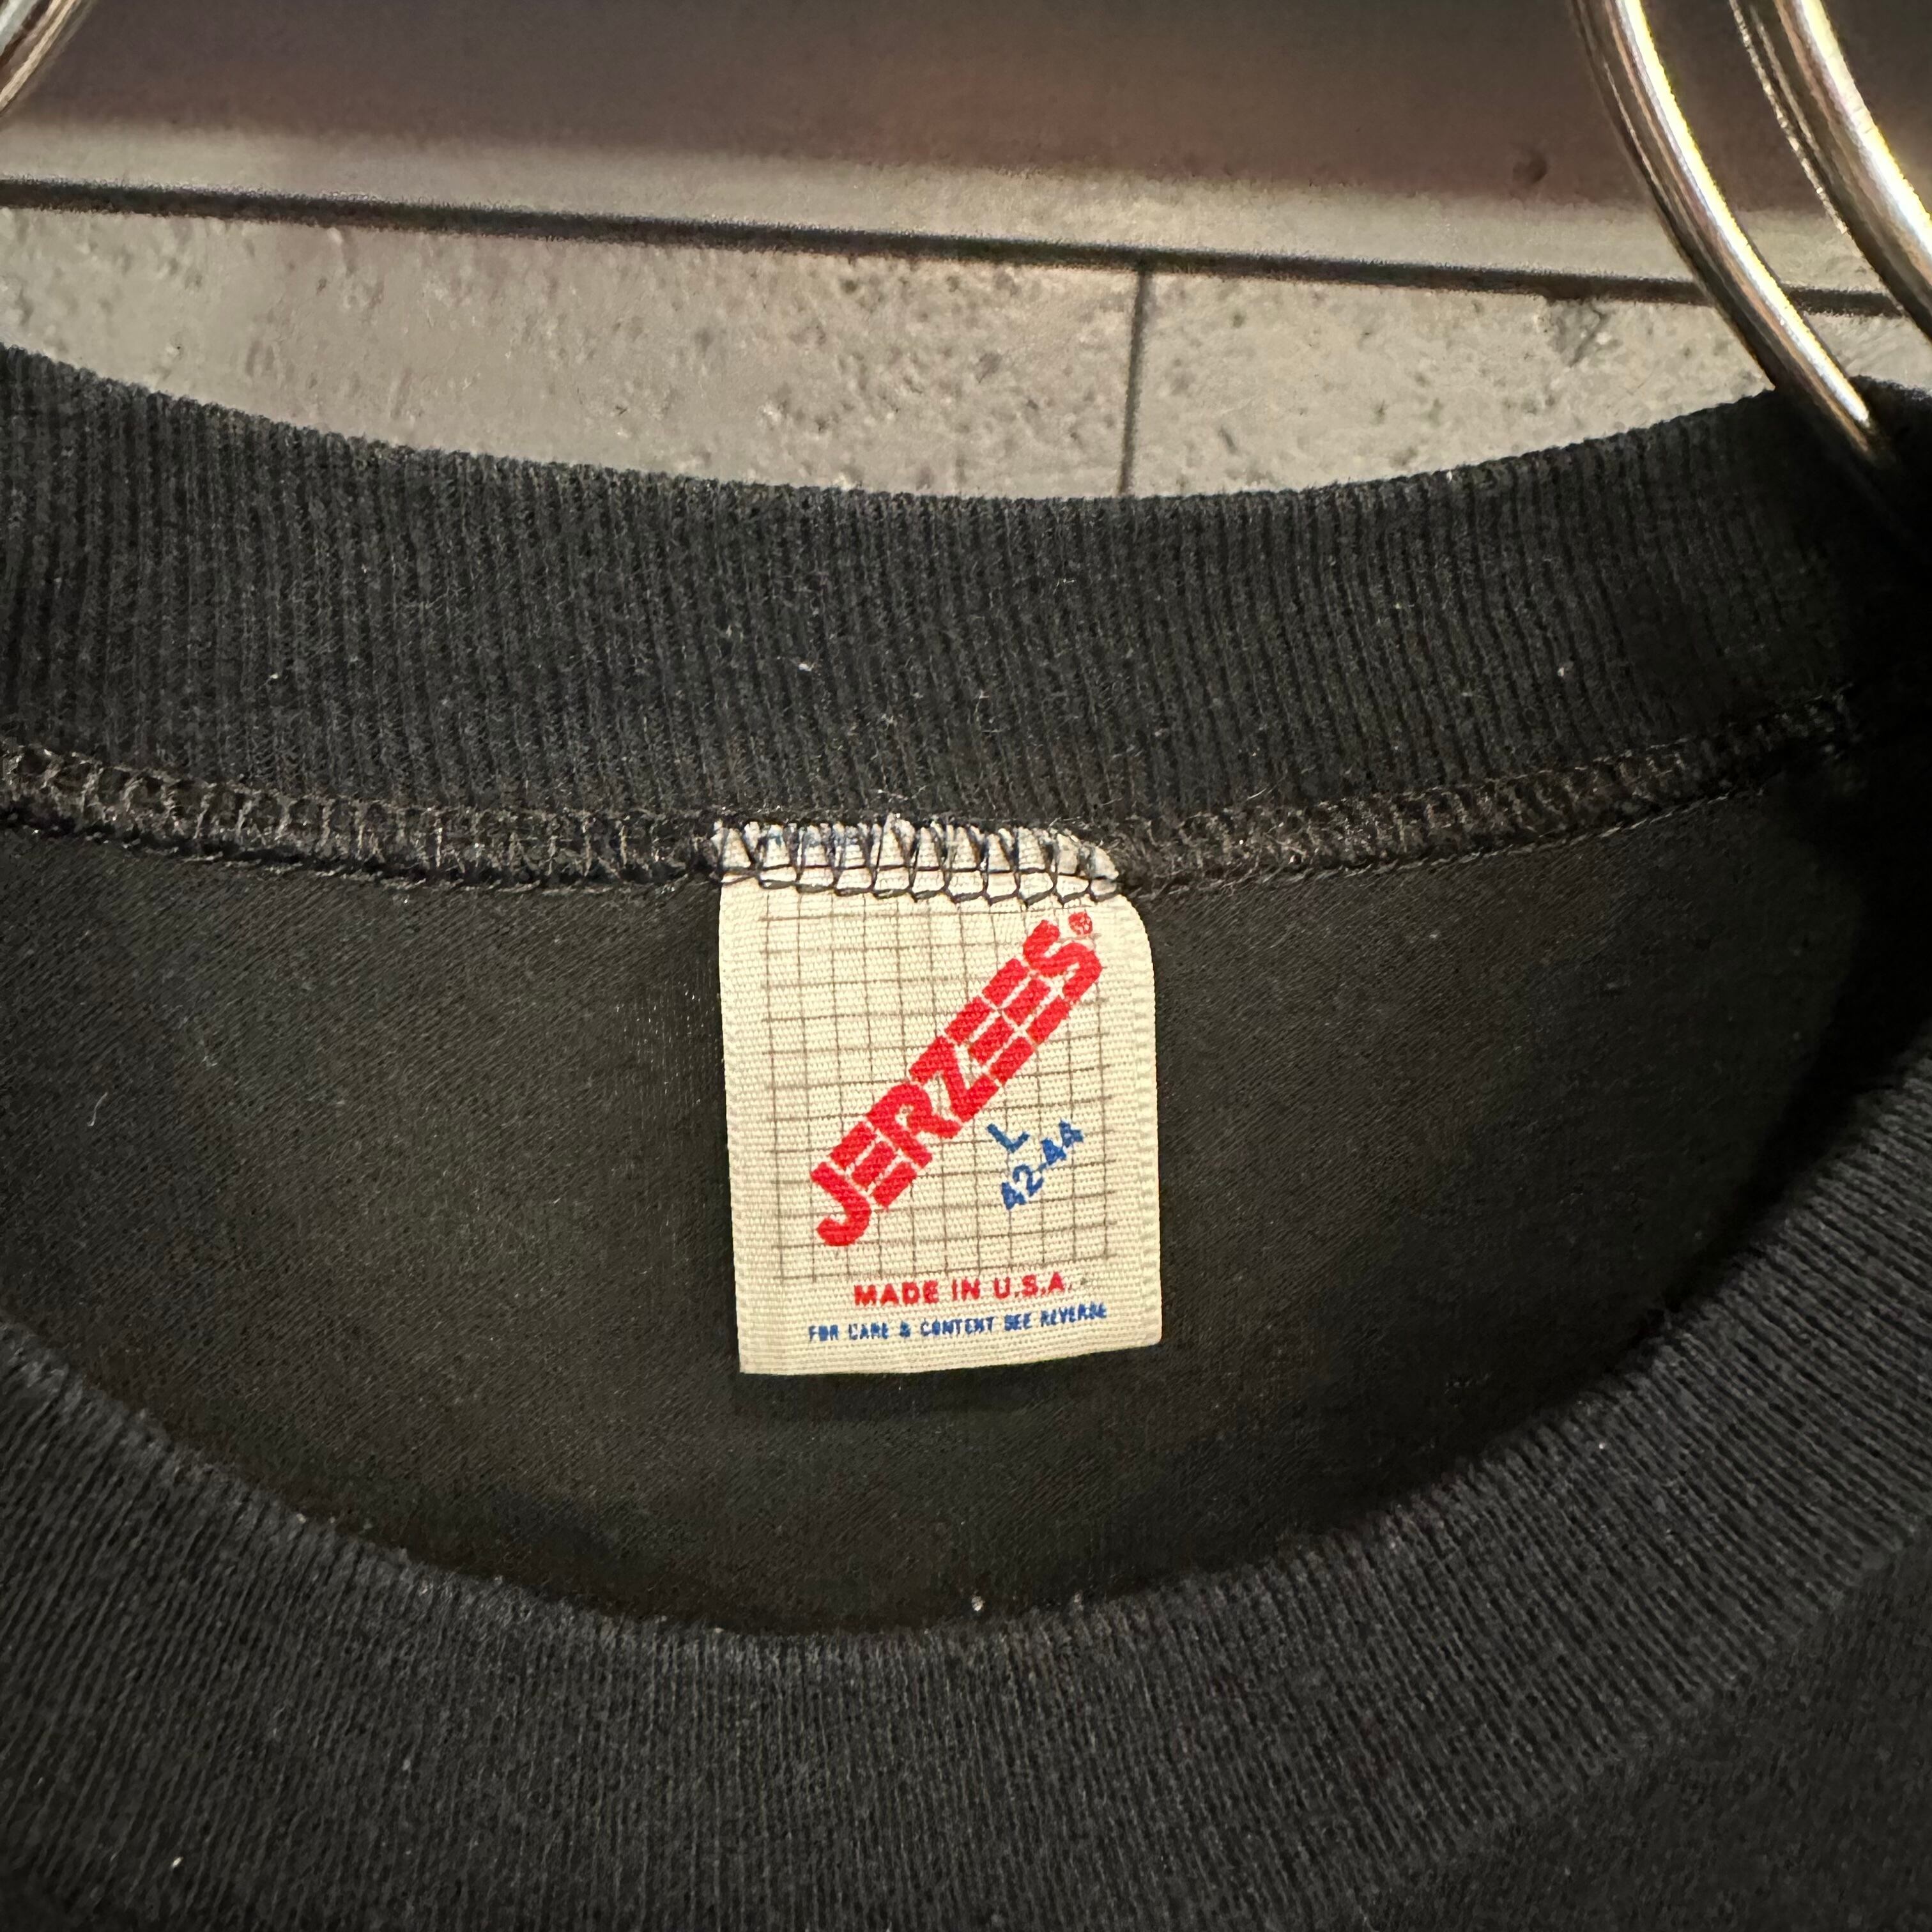 JERZEES®
L
42-44
MADE IN U.S.A.
FOR CARE & CONTENT SEE REVERSE